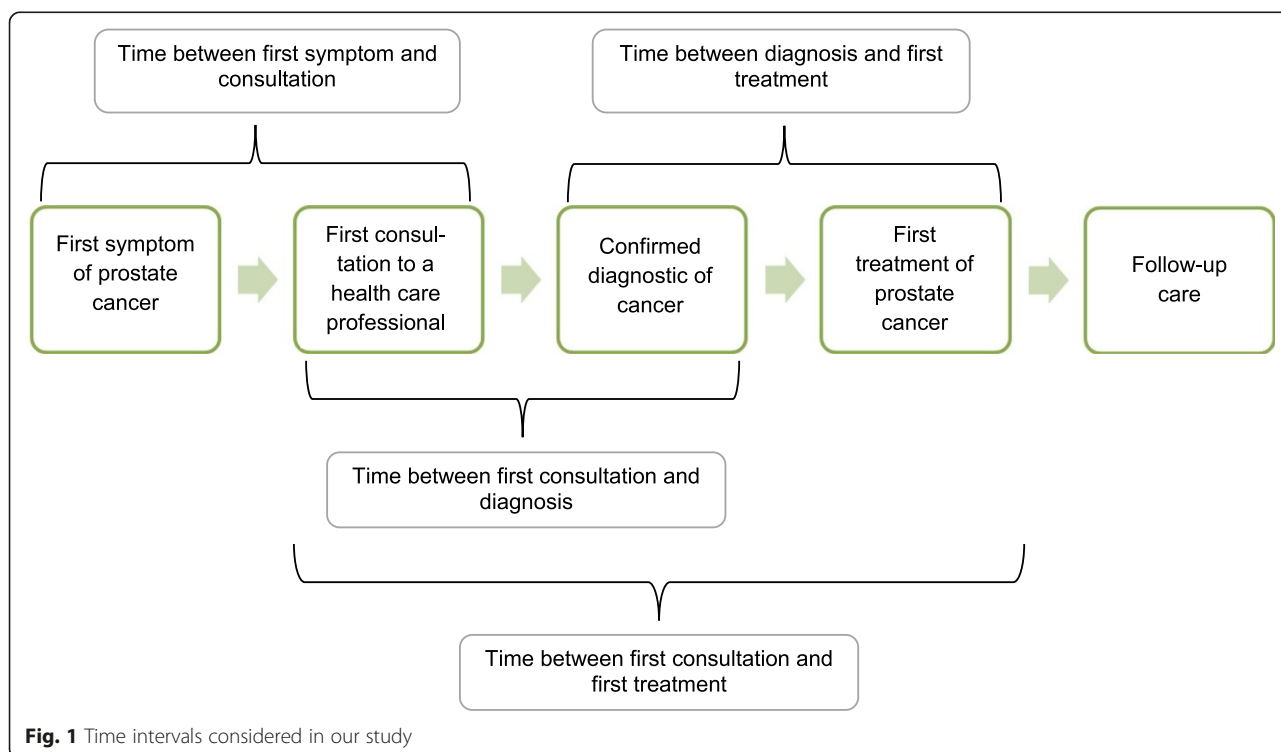 Time between first symptom and
consultation
Time between diagnosis and first
treatment
First symptom
of prostate
cancer
First consul-
tation to a
health care
professional
Confirmed
diagnostic of
cancer
First
treatment of
prostate
cancer
Follow-up
care
Time between first consultation and
diagnosis
Time between first consultation and
first treatment
Fig. 1 Time intervals considered in our study